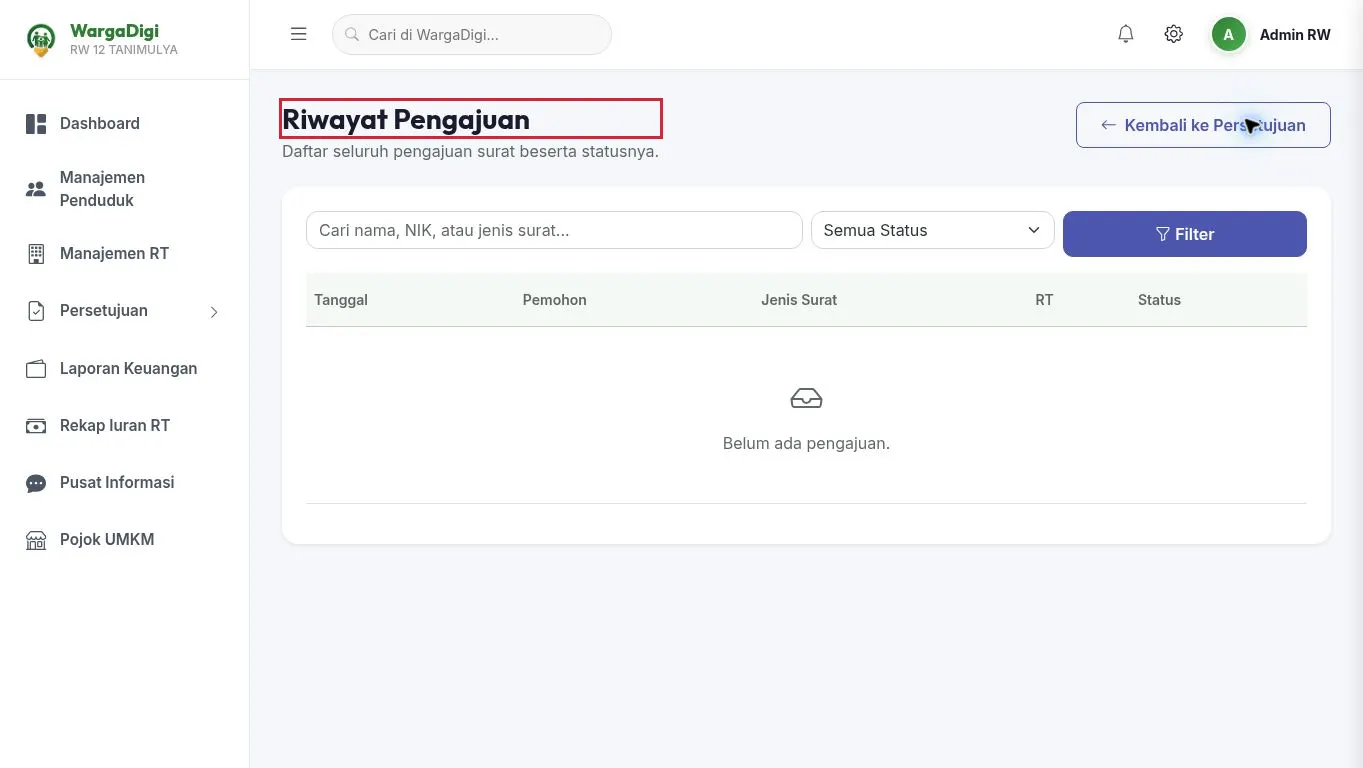 WargaDigi
RW 12 TANIMULYA
Cari di WargaDigi...
A
Admin RW
Dashboard
Manajemen
Penduduk
Manajemen RT
Persetujuan
Laporan Keuangan
Rekap Iuran RT
Pusat Informasi
Pojok UMKM
Riwayat Pengajuan
Daftar seluruh pengajuan surat beserta statusnya.
Kembali ke Persetujuan
Cari nama, NIK, atau jenis surat...
Semua Status
Filter
Tanggal Pemohon Jenis Surat RT Status
Belum ada pengajuan.